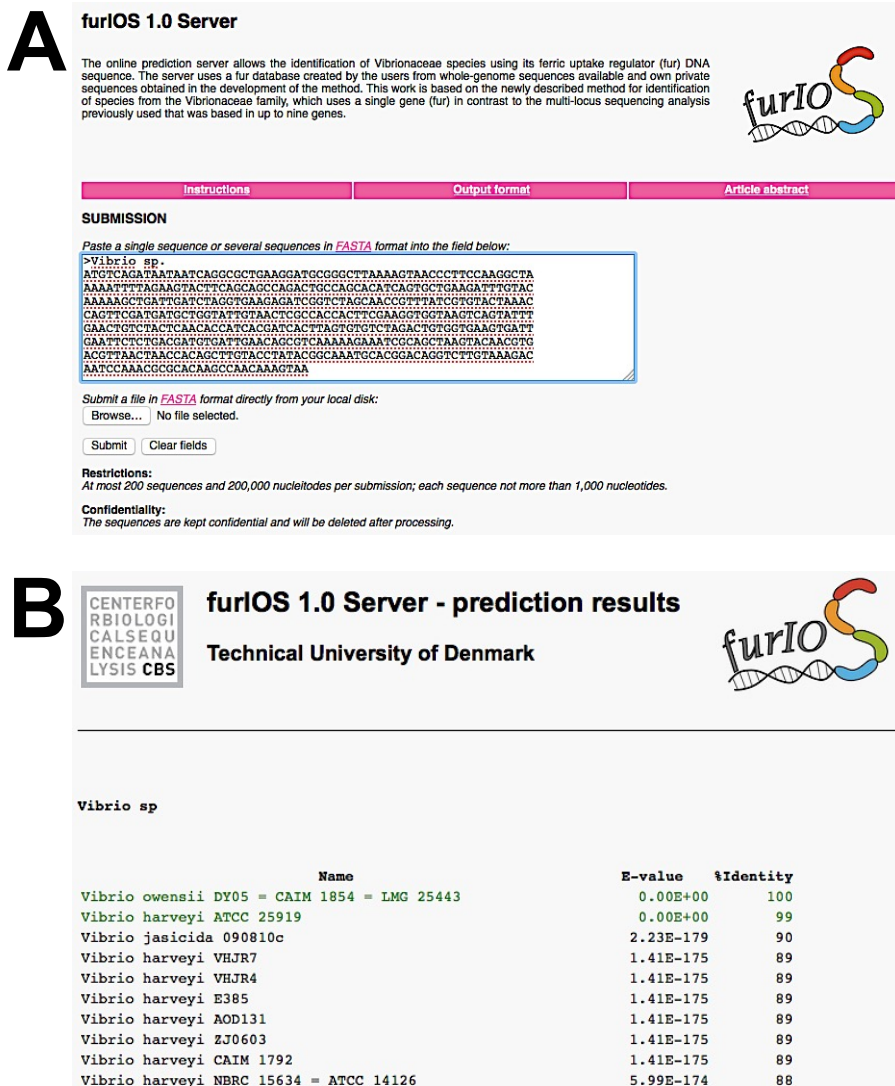 A
furIOS 1.0 Server
The online prediction server allows the identification of Vibrionaceae species using its ferric uptake regulator (fur) DNA
sequence. The server uses a fur database created by the users from whole-genome sequences available and own private
sequences obtained in the development of the method. This work is based on the newly described method for identification
of species from the Vibrionaceae family, which uses a single gene (fur) in contrast to the multi-locus sequencing analysis
previously used that was based in up to nine genes.
furIOS
Instructions Output format Article abstract
SUBMISSION
Paste a single sequence or several sequences in FASTA format into the field below:
>Vibrio sp.
ATGTCAGATAATAATCAGGCGCTGAAGGATGCGGGCTTAAAAGTAACCCTTCCAAGGCTA
AAAATTTTAGAAGTACTTCAGCAGCCAGACTGCCAGCACATCAGTGCTGAAGATTTGTAC
AAAAAGCTGATTGATCTAGGTGAAGAGATCGGTCTAGCAACCGTTTATCGTGTACTAAAC
CAGTTCGATGATGCTGGTATTGTAACTCGCCACCACTTCGAAGGTGGTAAGTCAGTATTT
GAACTGTCTACTCAACACCATCACGATCACTTAGTGTGTCTAGACTGTGGTGAAGTGATT
GAATTCTCTGACGATGTGATTGAACAGCGTCAAAAAGAAATCGCAGCTAAGTACAACGTG
ACGTTAACTAACCACAGCTTGTACCTATACGGCAAATGCACGGACAGGTCTTGTAAAGAC
AATCCAAACGCGCACAAGCCAACAAAGTAA
Submit a file in FASTA format directly from your local disk:
Browse... No file selected.
Submit Clear fields
Restrictions:
At most 200 sequences and 200,000 nucleitodes per submission; each sequence not more than 1,000 nucleotides.
Confidentiality:
The sequences are kept confidential and will be deleted after processing.
B
CENTERFO
RBIOLOGI
CALSEQU
ENCEANA
LYSIS CBS
furIOS 1.0 Server - prediction results
Technical University of Denmark
furIOS
Vibrio sp
Name E-value %Identity
Vibrio owensii DY05 = CAIM 1854 = LMG 25443 0.00E+00 100
Vibrio harveyi ATCC 25919 0.00E+00 99
Vibrio jasicida 090810c 2.23E-179 90
Vibrio harveyi VHJR7 1.41E-175 89
Vibrio harveyi VHJR4 1.41E-175 89
Vibrio harveyi E385 1.41E-175 89
Vibrio harveyi AOD131 1.41E-175 89
Vibrio harveyi ZJ0603 1.41E-175 89
Vibrio harveyi CAIM 1792 1.41E-175 89
Vibrio harveyi NBRC 15634 = ATCC 14126 5.99E-174 88